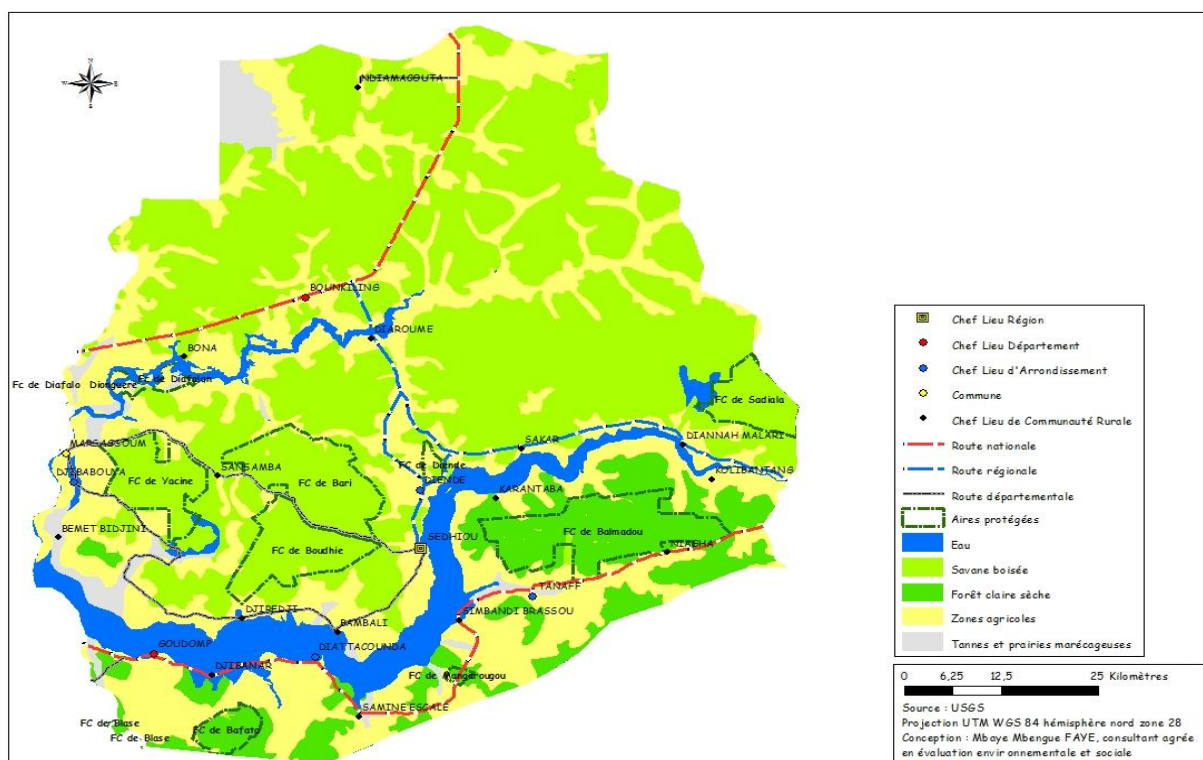 N
W E
S
NDIAMACOUTA
BOUNKILING
DIAROUME
BONA
Fc de Diafalo Dionguere
FC de Diafilon
FC de Sadiala
MARSASSOUM
SAKAR
DIANNAH MALARI
DJIBABOUYA
SANSAMBA
FC de Diende
FC de Yacine
FC de Bari
DIENDE
KOLIBANTANG
KARANTABA
BEMET BIDJINI
FC de Balmadou
SEDHIOU
FC de Boudhie
NIAGHA
TANAFF
DJIREDJI
SIMBANDI BRASSOU
BAMBALI
GOUDOMP
DIATTACOUNDA
DJIBANAR
FC de Mangarougou
SAMINE ESCALE
FC de Blase
FC de Bafata
FC de Blase
Chef Lieu Région
Chef Lieu Département
Chef Lieu d'Arrondissement
Commune
Chef Lieu de Communauté Rurale
Route nationale
Route régionale
Route départementale
Aires protégées
Eau
Savane boisée
Forêt claire sèche
Zones agricoles
Tannes et prairies marécageuses
0 6,25 12,5 25 Kilomètres
Source : USGS
Projection UTM WGS 84 hémisphère nord zone 28
Conception : Mbaye Mbengue FAYE, consultant agrée
en évaluation envir onnementale et sociale